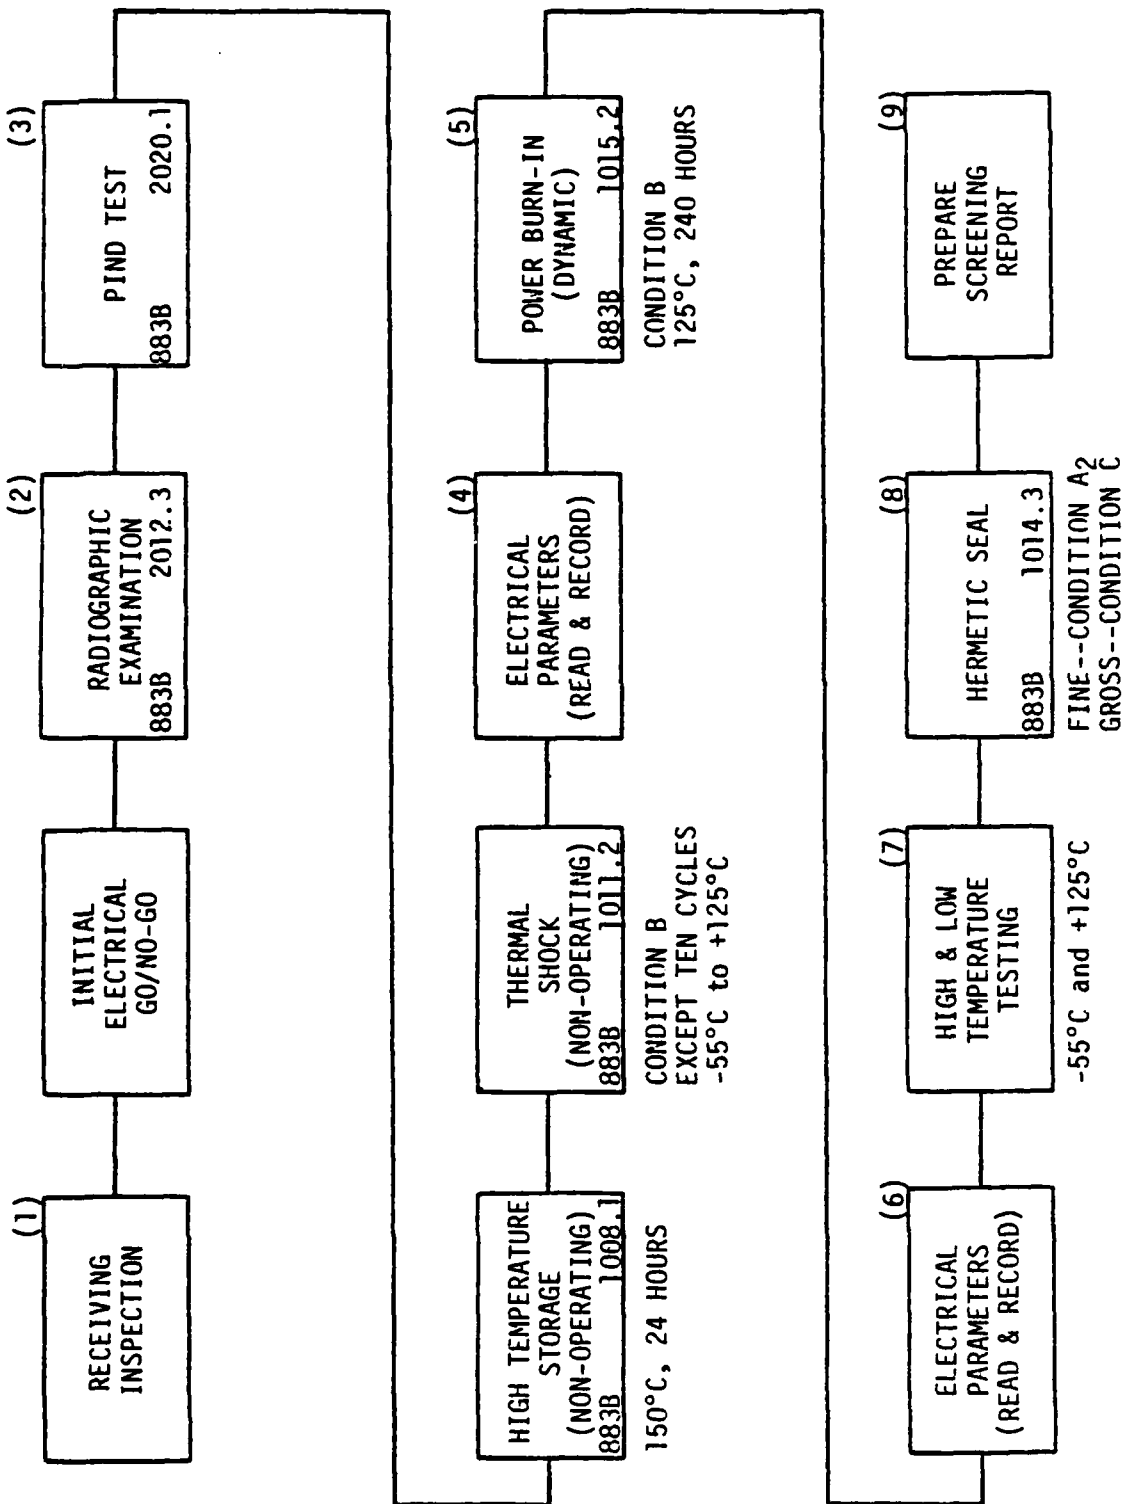 (1)
RECEIVING
INSPECTION
INITIAL
ELECTRICAL
GO/NO-GO
(2)
RADIOGRAPHIC
EXAMINATION
883B 2012.3
(3)
PIND TEST
883B 2020.1
HIGH TEMPERATURE
STORAGE
(NON-OPERATING)
883B 1008.1
150°C, 24 HOURS
THERMAL
SHOCK
(NON-OPERATING)
883B 1011.2
CONDITION B
EXCEPT TEN CYCLES
-55°C to +125°C
(4)
ELECTRICAL
PARAMETERS
(READ & RECORD)
(5)
POWER BURN-IN
(DYNAMIC)
883B 1015.2
CONDITION B
125°C, 240 HOURS
(6)
ELECTRICAL
PARAMETERS
(READ & RECORD)
(7)
HIGH & LOW
TEMPERATURE
TESTING
-55°C and +125°C
(8)
HERMETIC SEAL
883B 1014.3
FINE--CONDITION A2
GROSS--CONDITION C
(9)
PREPARE
SCREENING
REPORT